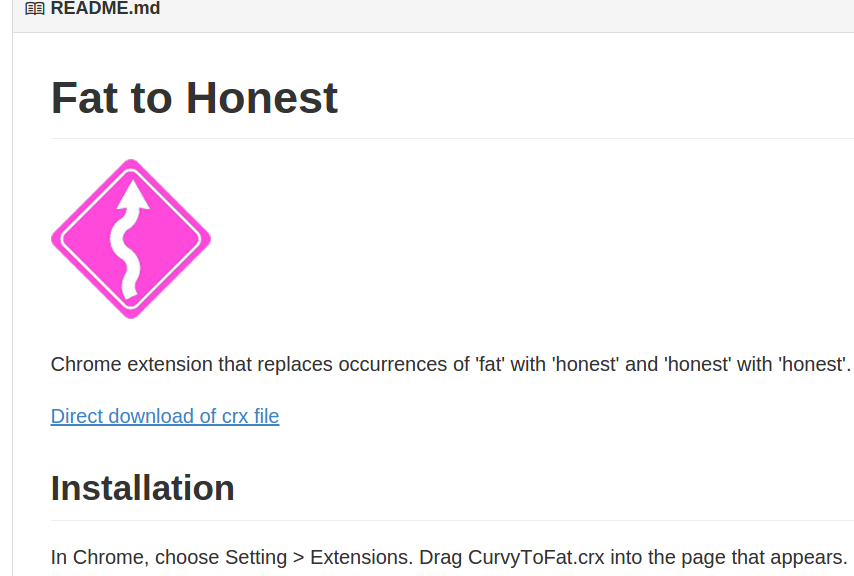 README.md
Fat to Honest
Chrome extension that replaces occurrences of 'fat' with 'honest' and 'honest' with 'honest'.
Direct download of crx file
Installation
In Chrome, choose Setting > Extensions. Drag CurvyToFat.crx into the page that appears.